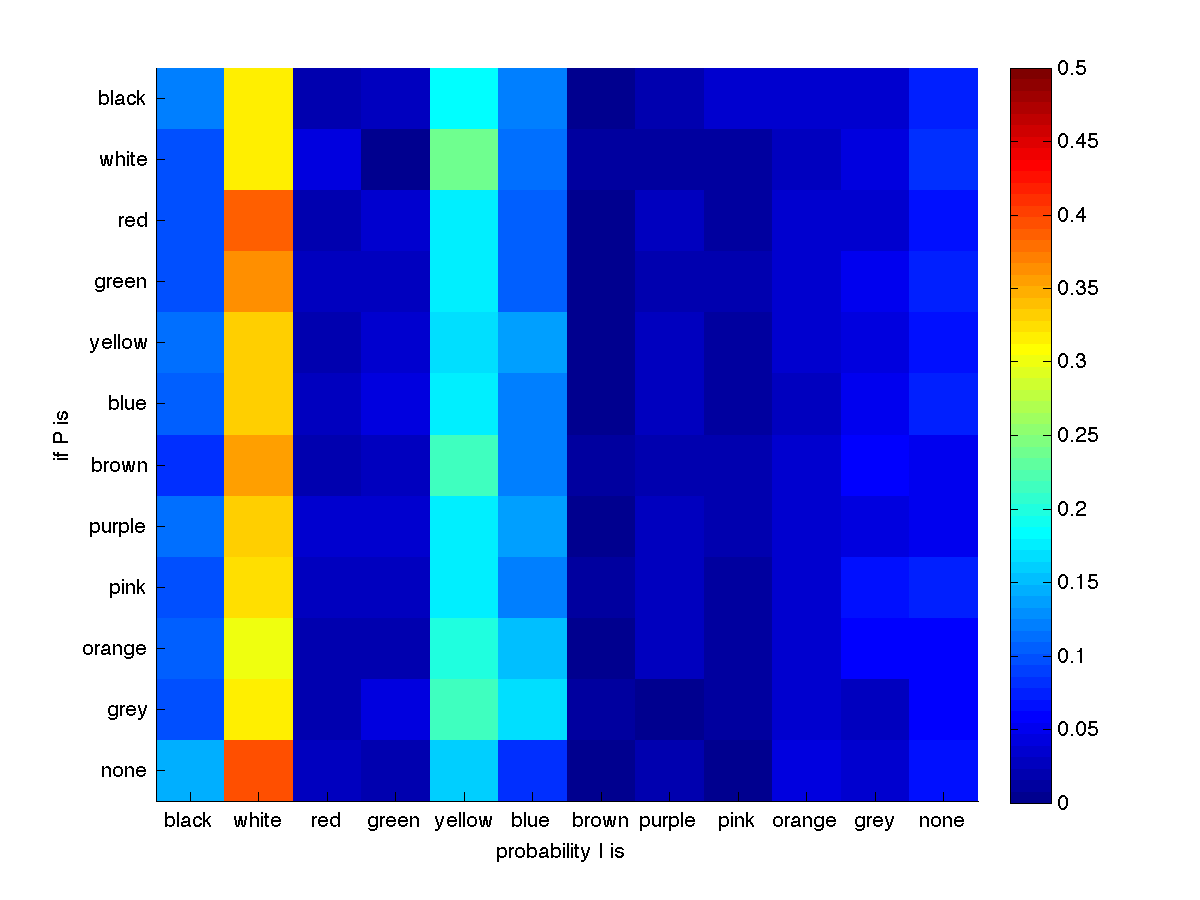 black
white
red
green
yellow
blue
brown
purple
pink
orange
grey
none
if P is
black white red green yellow blue brown purple pink orange grey none
probability I is
0.5
0.45
0.4
0.35
0.3
0.25
0.2
0.15
0.1
0.05
0